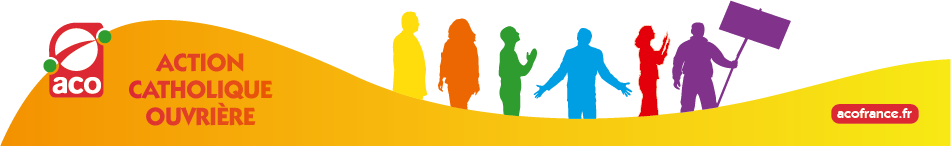 aco
ACTION
CATHOLIQUE
OUVRIÈRE
acofrance.fr